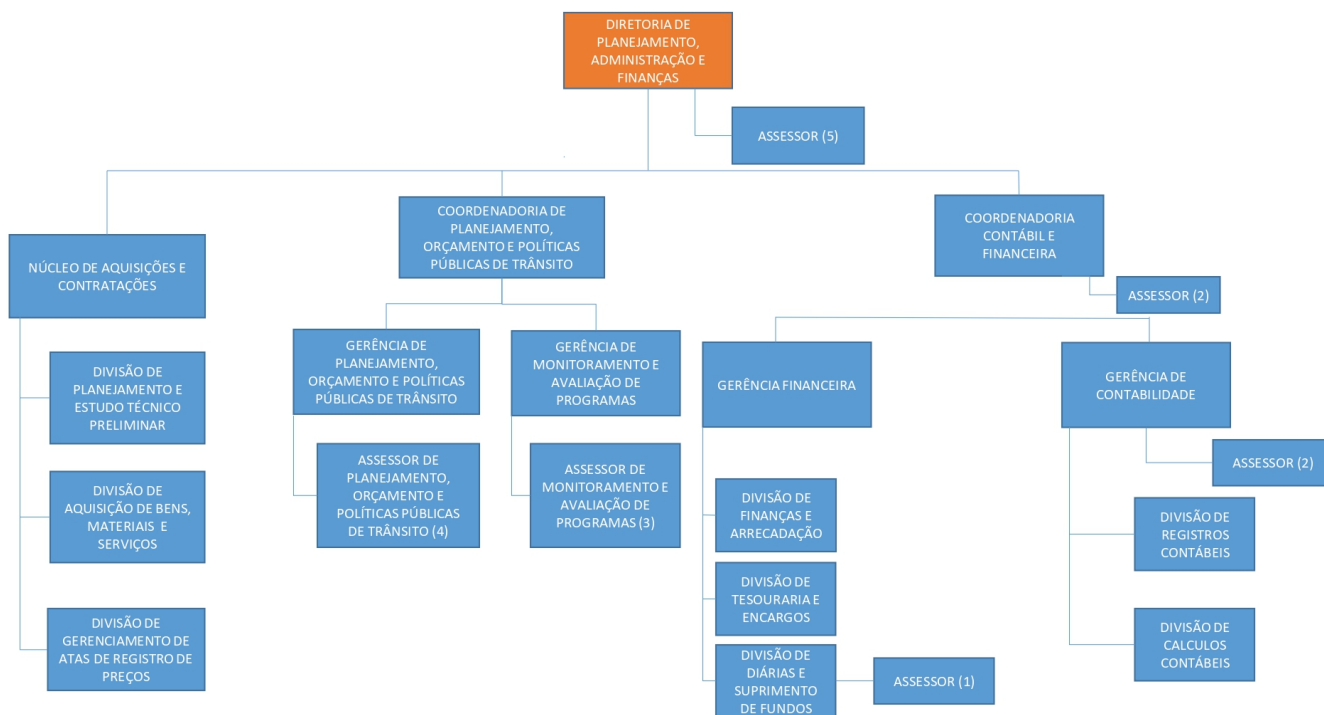 DIRETORIA DE
PLANEJAMENTO,
ADMINISTRAÇÃO E
FINANÇAS
ASSESSOR (5)
NÚCLEO DE AQUISIÇÕES E
CONTRATAÇÕES
COORDENADORIA DE
PLANEJAMENTO,
ORÇAMENTO E POLÍTICAS
PÚBLICAS DE TRÂNSITO
COORDENADORIA
CONTÁBIL E
FINANCEIRA
ASSESSOR (2)
DIVISÃO DE
PLANEJAMENTO E
ESTUDO TÉCNICO
PRELIMINAR
DIVISÃO DE
AQUISIÇÃO DE BENS,
MATERIAIS E
SERVIÇOS
DIVISÃO DE
GERENCIAMENTO DE
ATAS DE REGISTRO DE
PREÇOS
GERÊNCIA DE
PLANEJAMENTO,
ORÇAMENTO E POLÍTICAS
PÚBLICAS DE TRÂNSITO
ASSESSOR DE
PLANEJAMENTO,
ORÇAMENTO E
POLÍTICAS PÚBLICAS
DE TRÂNSITO (4)
GERÊNCIA DE
MONITORAMENTO E
AVALIAÇÃO DE
PROGRAMAS
ASSESSOR DE
MONITORAMENTO E
AVALIAÇÃO DE
PROGRAMAS (3)
GERÊNCIA FINANCEIRA
DIVISÃO DE
FINANÇAS E
ARRECADAÇÃO
DIVISÃO DE
TESOURARIA E
ENCARGOS
DIVISÃO DE
DIÁRIAS E
SUPRIMENTO
DE FUNDOS
ASSESSOR (1)
GERÊNCIA DE
CONTABILIDADE
ASSESSOR (2)
DIVISÃO DE
REGISTROS
CONTÁBEIS
DIVISÃO DE
CALCULOS
CONTÁBEIS